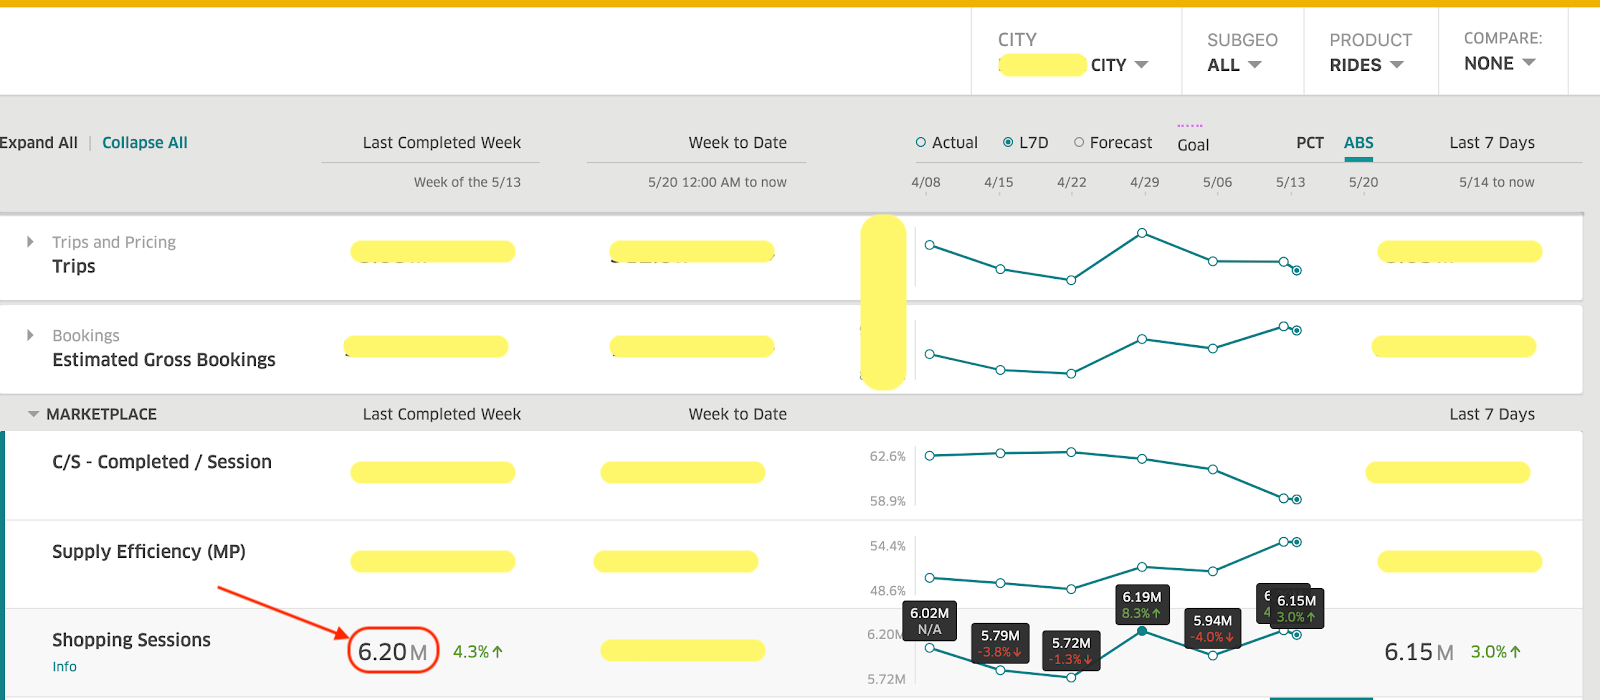 CITY
CITY
SUBGEO
ALL
PRODUCT
RIDES
COMPARE:
NONE
Expand All | Collapse All
Last Completed Week
Week to Date
Actual L7D Forecast Goal
PCT ABS
Last 7 Days
Week of the 5/13
5/20 12:00 AM to now
4/08 4/15 4/22 4/29 5/06 5/13 5/20
5/14 to now
Trips and Pricing
Trips
Bookings
Estimated Gross Bookings
MARKETPLACE
Last Completed Week
Week to Date
Last 7 Days
C/S - Completed / Session
62.6%
58.9%
Supply Efficiency (MP)
54.4%
48.6%
Shopping Sessions
Info
6.20 M 4.3%↑
6.20M
5.72M
6.02M
N/A
5.79M
-3.8%↓
5.72M
-1.3%↓
6.19M
8.3%↑
5.94M
-4.0%↓
6.15M
3.0%↑
6.15 M 3.0%↑